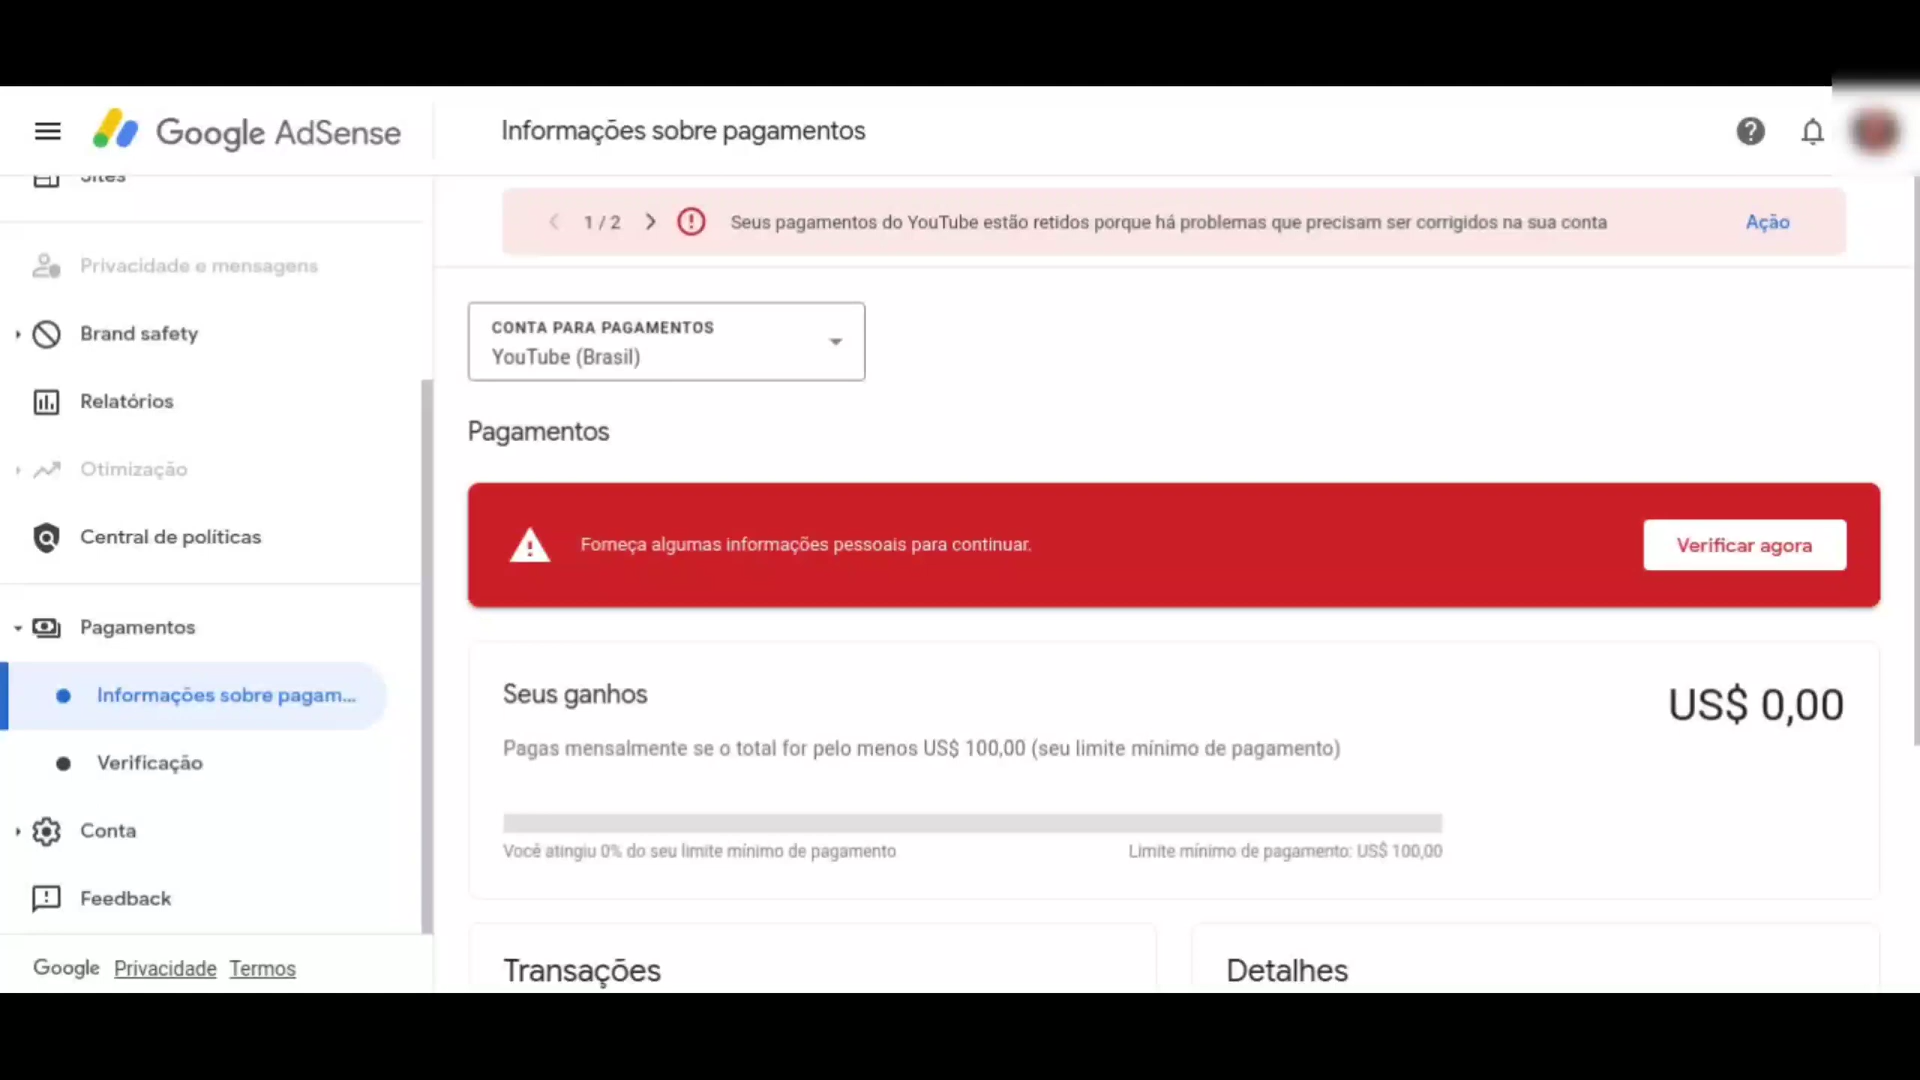 Google AdSense
Informações sobre pagamentos
Sites
1 / 2
Seus pagamentos do YouTube estão retidos porque há problemas que precisam ser corrigidos na sua conta
Ação
Privacidade e mensagens
Brand safety
Relatórios
Otimização
Central de políticas
Pagamentos
Informações sobre pagam...
Verificação
Conta
Feedback
Google Privacidade Termos
CONTA PARA PAGAMENTOS
YouTube (Brasil)
Pagamentos
Forneça algumas informações pessoais para continuar.
Verificar agora
Seus ganhos
US$ 0,00
Pagas mensalmente se o total for pelo menos US$ 100,00 (seu limite mínimo de pagamento)
Você atingiu 0% do seu limite mínimo de pagamento
Limite mínimo de pagamento: US$ 100,00
Transações
Detalhes